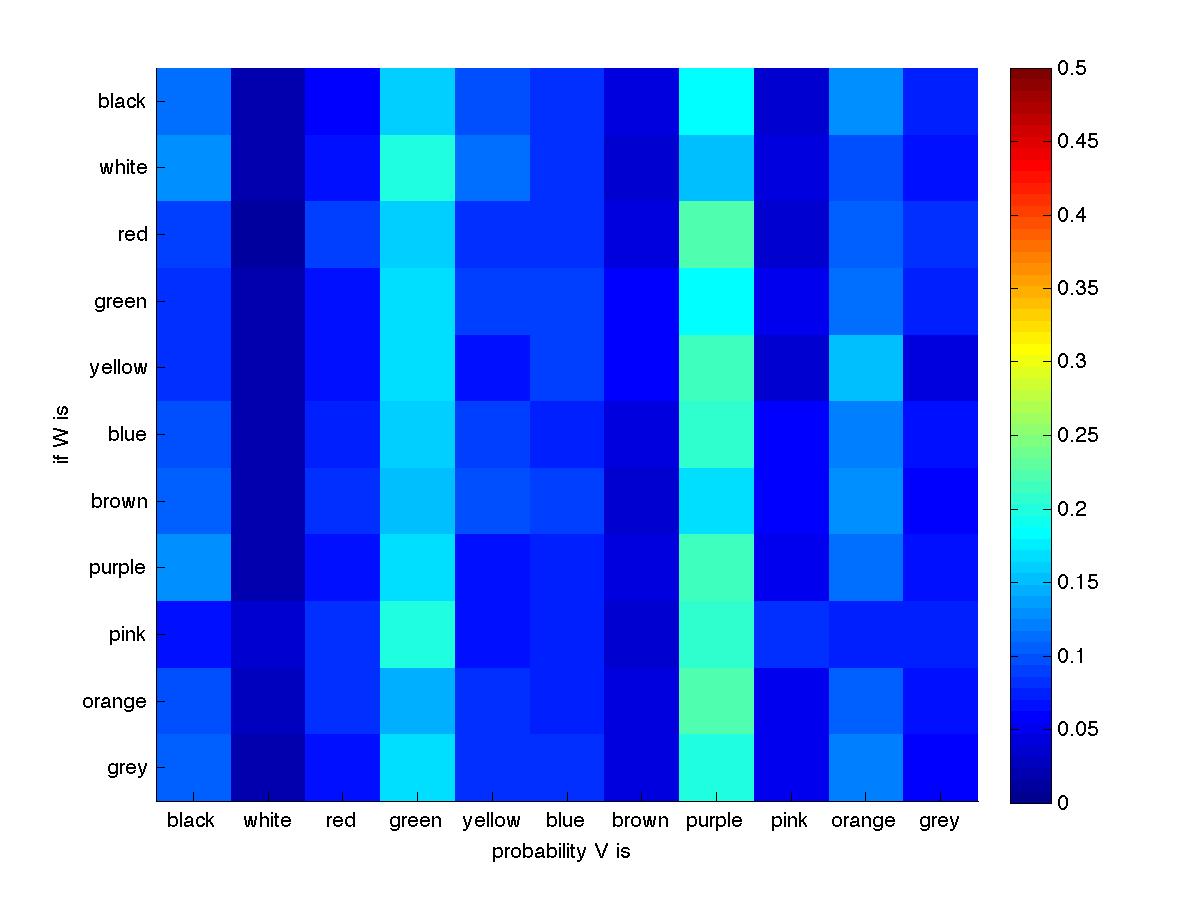 0.5
black
0.45
white
0.4
red
0.35
green
0.3
yellow
0.25
blue
0.2
brown
0.15
purple
0.1
pink
0.05
orange
grey
0
if W is
black white red green yellow blue brown purple pink orange grey
probability V is